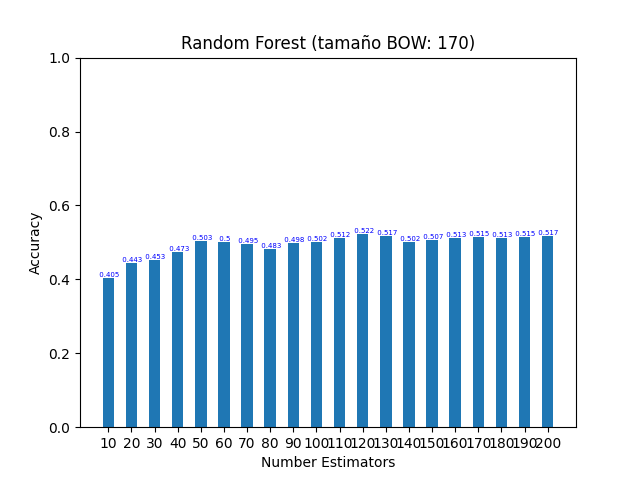 Random Forest (tamaño BOW: 170)
1.0
0.8
0.6
0.4
0.2
0.0
Accuracy
0.405 0.443 0.453 0.473 0.503 0.5 0.495 0.483 0.498 0.502 0.512 0.522 0.517 0.502 0.507 0.513 0.515 0.513 0.515 0.517
10 20 30 40 50 60 70 80 90 100 110 120 130 140 150 160 170 180 190 200
Number Estimators